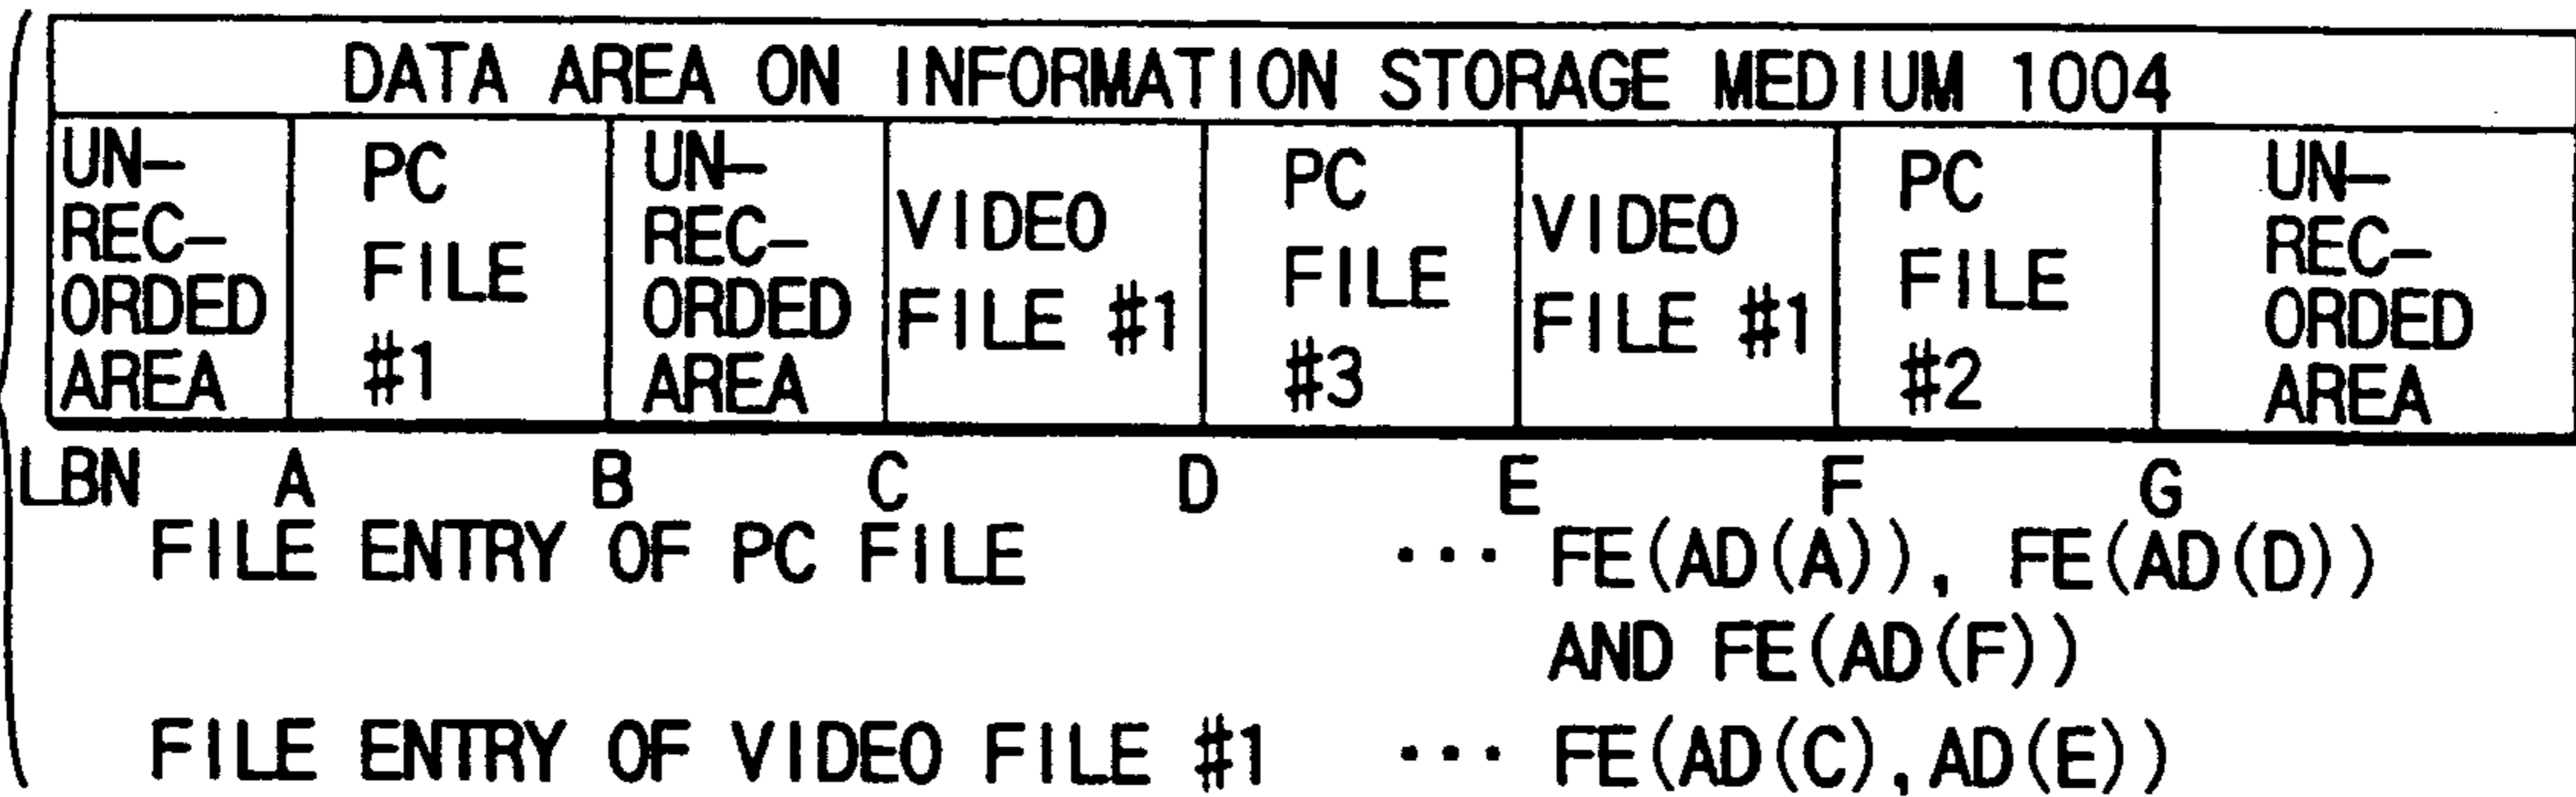 DATA AREA ON INFORMATION STORAGE MEDIUM 1004
UN-
REC-
ORDED
AREA
PC
FILE
#1
UN-
REC-
ORDED
AREA
VIDEO
FILE #1
PC
FILE
#3
VIDEO
FILE #1
PC
FILE
#2
UN-
REC-
ORDED
AREA
LBN A B C D E F G
FILE ENTRY OF PC FILE ... FE(AD(A)), FE(AD(D))
AND FE(AD(F))
FILE ENTRY OF VIDEO FILE #1 ... FE(AD(C),AD(E))